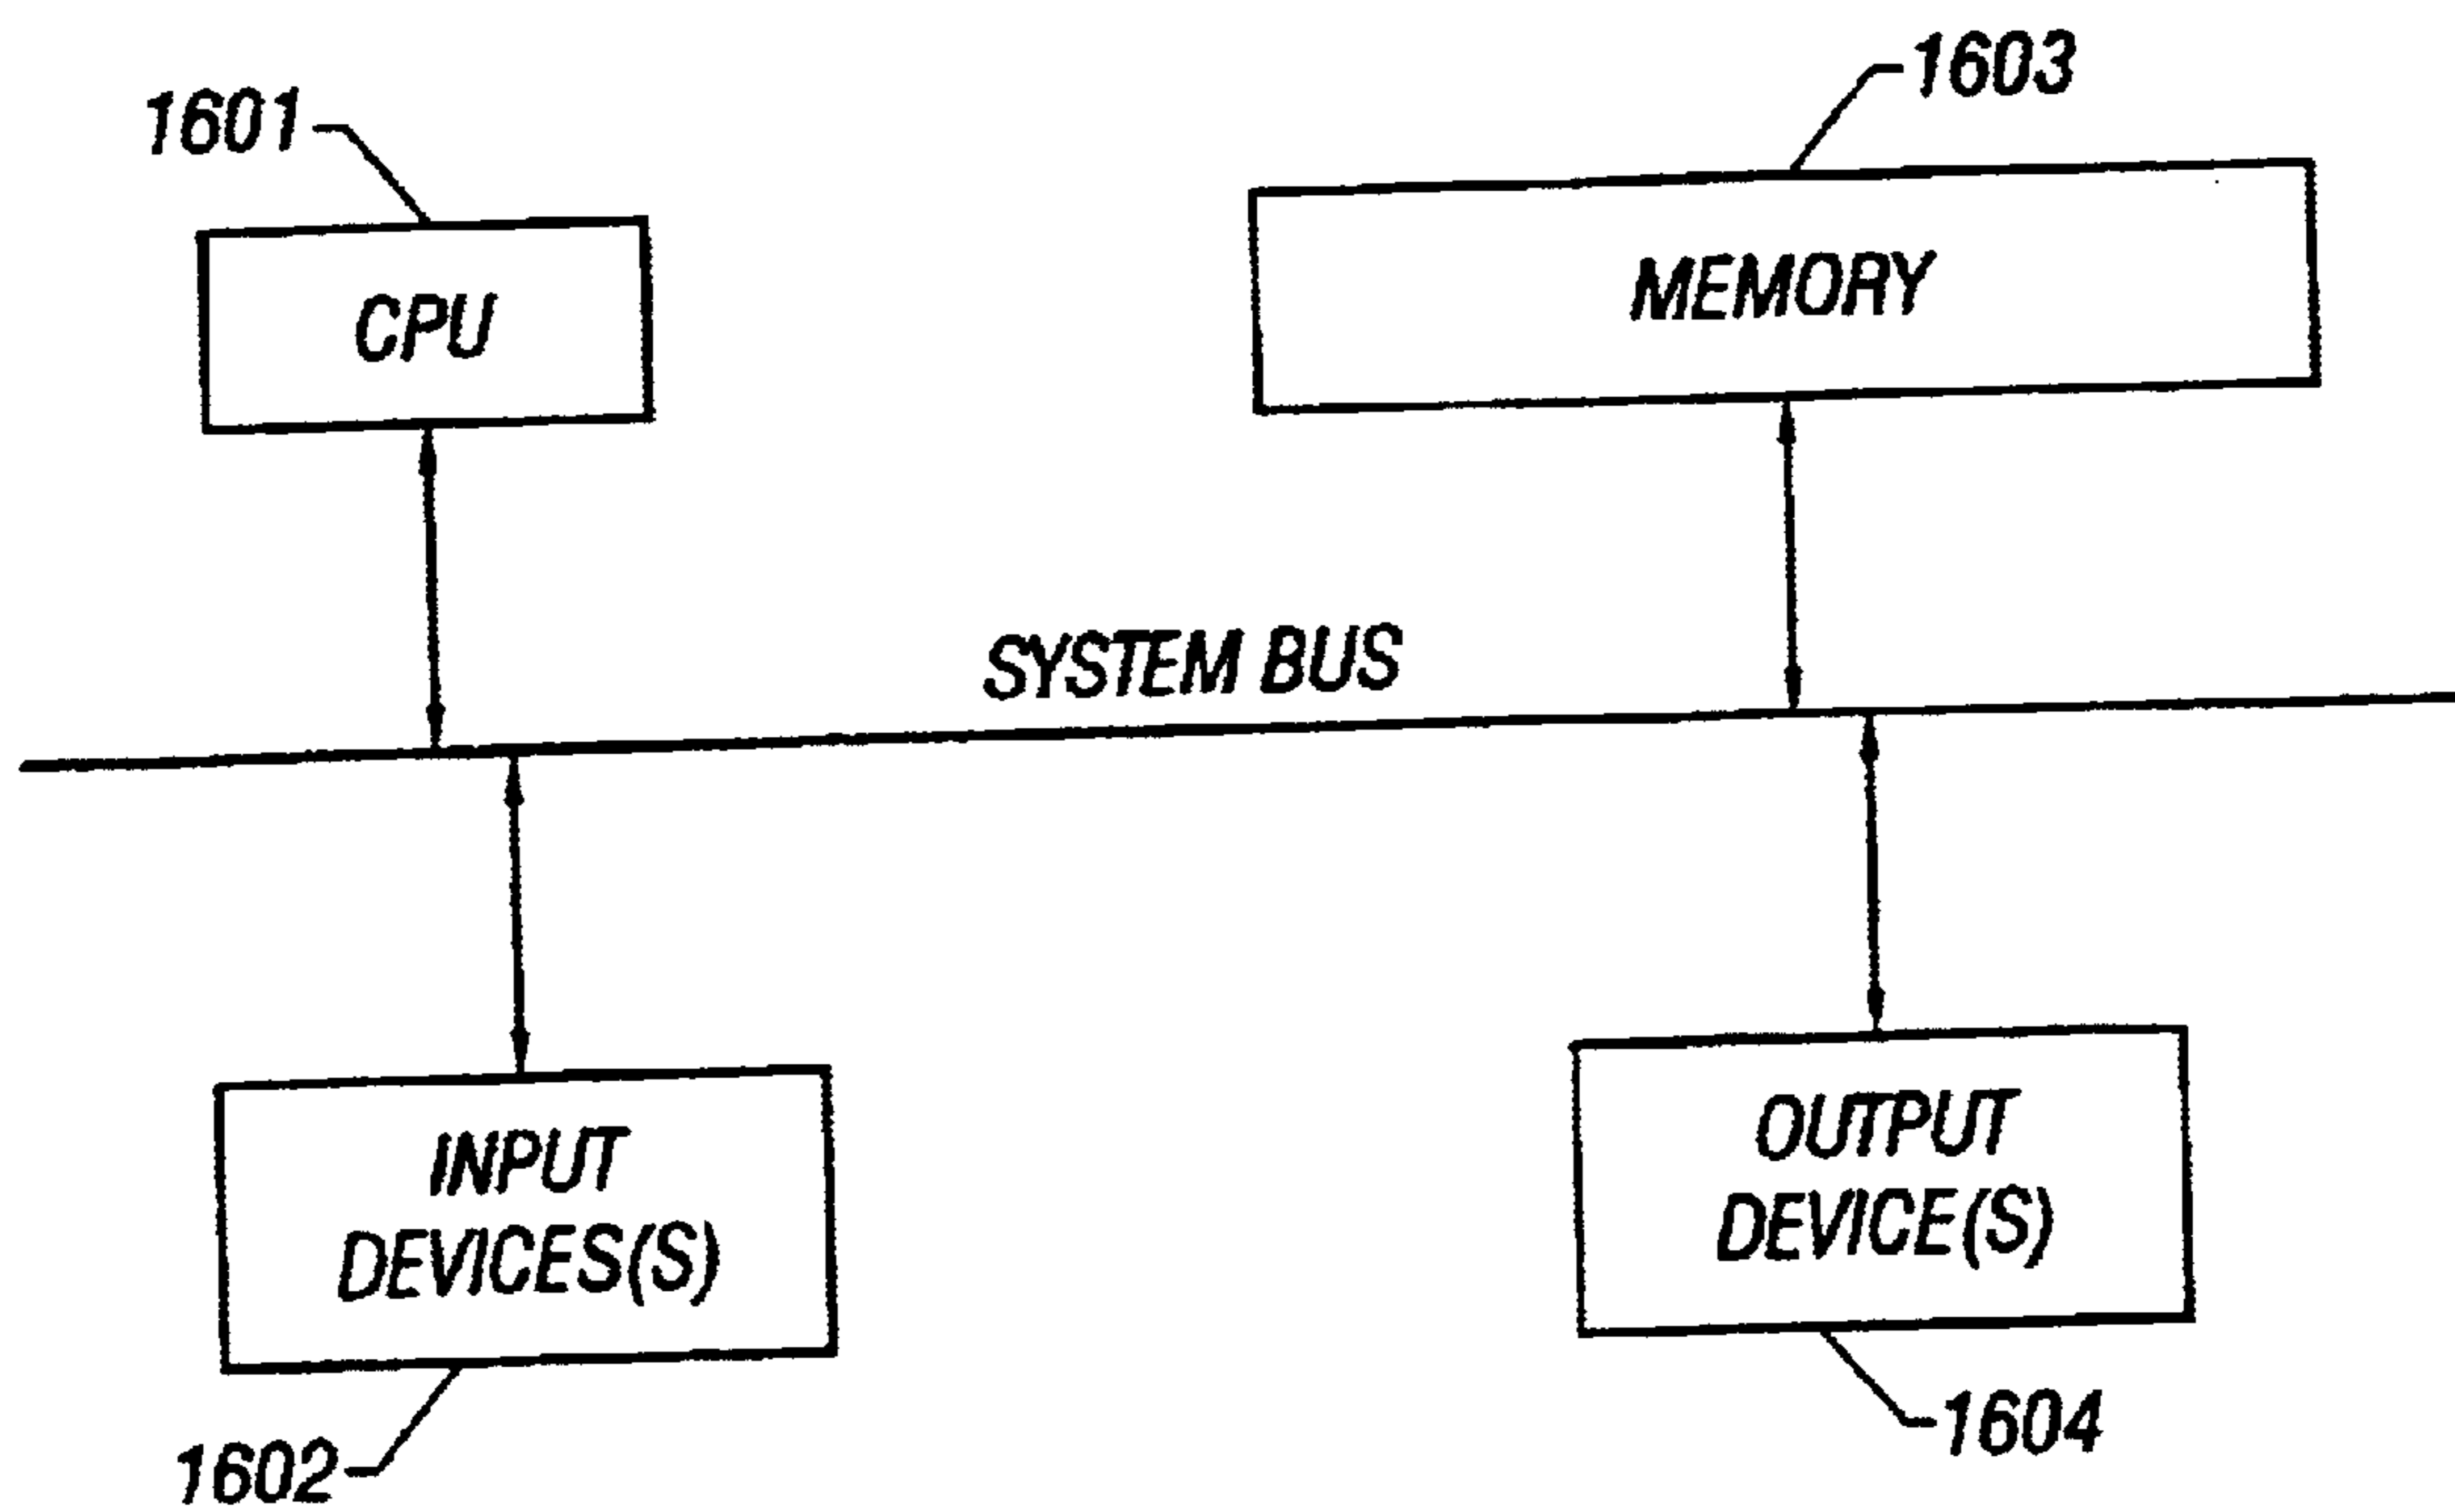 1601
1603
CPU
MEMORY
SYSTEM BUS
INPUT
DEVICES(S)
OUTPUT
DEVICE(S)
1602
1604